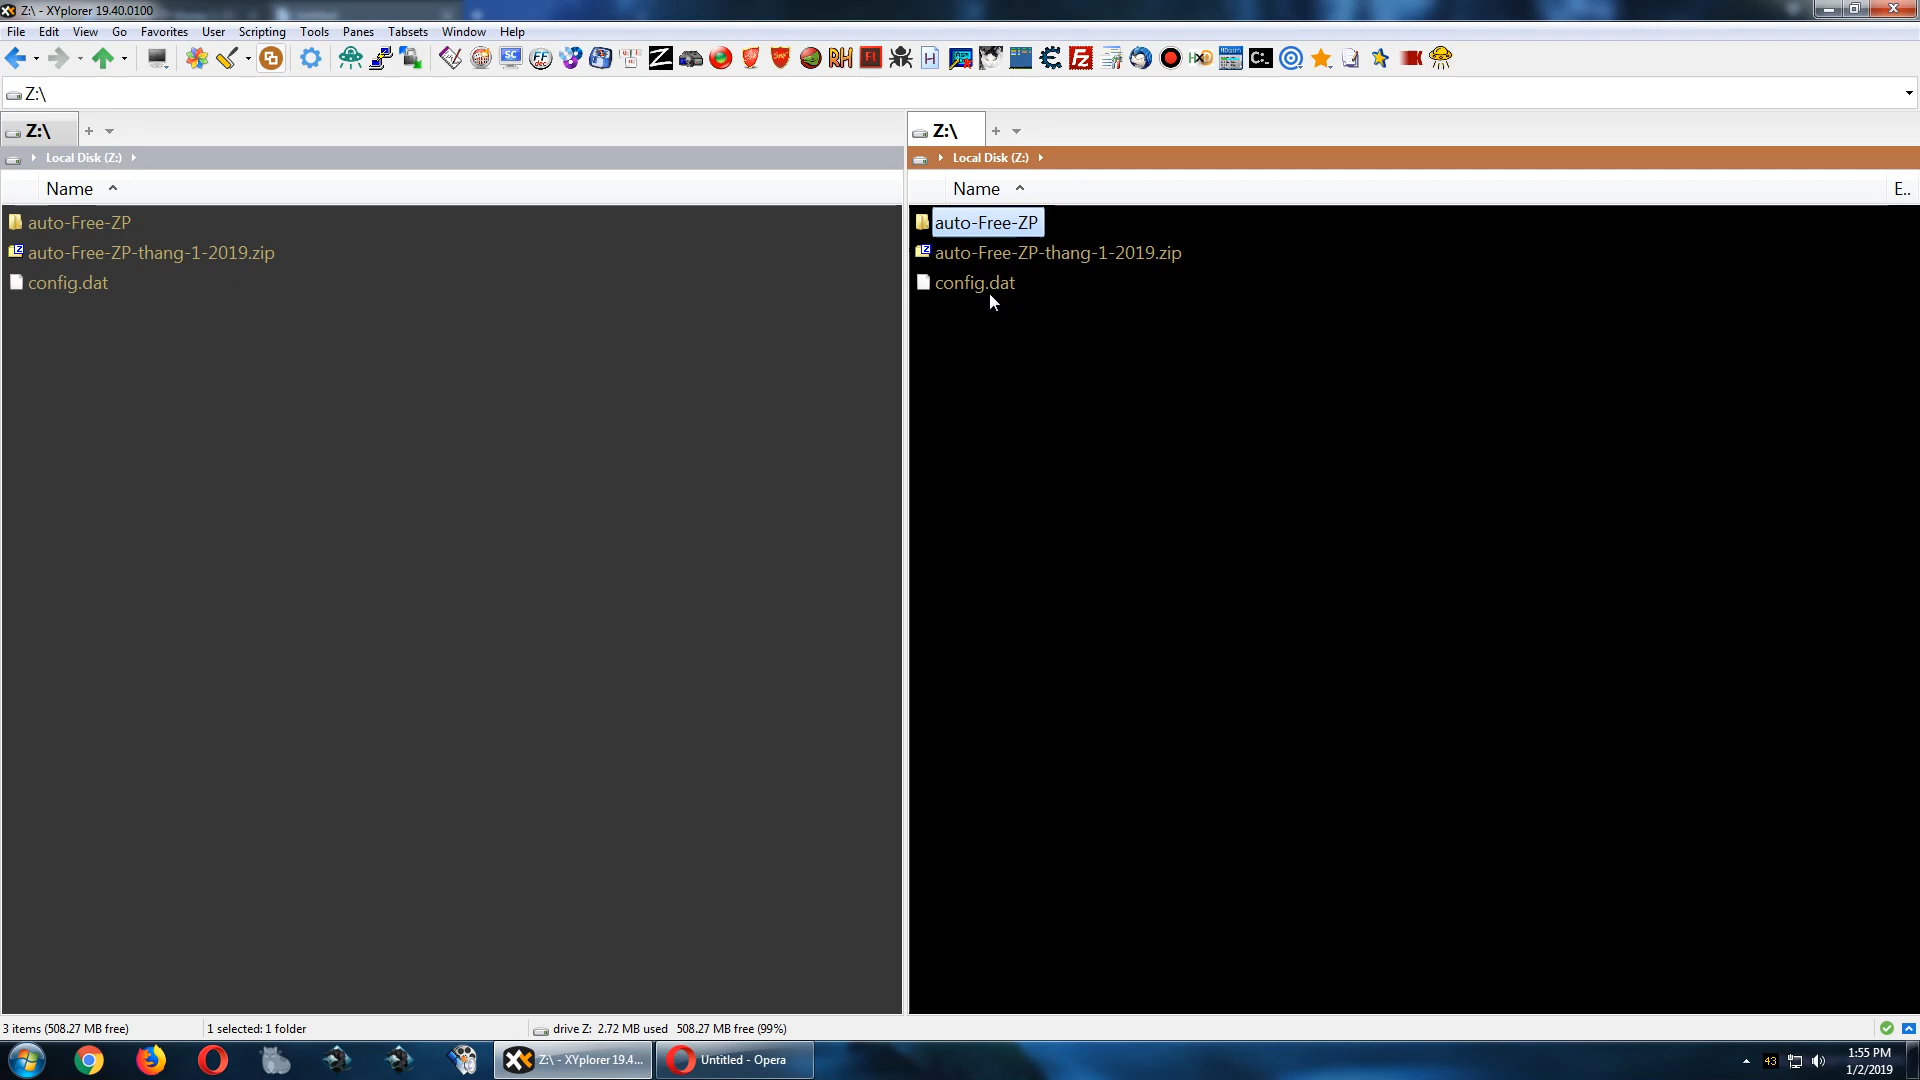 Z:\ - XYplorer 19.40.0100
File Edit View Go Favorites User Scripting Tools Panes Tabsets Window Help
Z:\
Z:\
Local Disk (Z:)
Name
auto-Free-ZP
auto-Free-ZP-thang-1-2019.zip
config.dat
Z:\
Local Disk (Z:)
Name E..
auto-Free-ZP
auto-Free-ZP-thang-1-2019.zip
config.dat
3 items (508.27 MB free) 1 selected: 1 folder drive Z: 2.72 MB used 508.27 MB free (99%)
Z:\ - XYplorer 19.4... Untitled - Opera 43 1:55 PM
1/2/2019